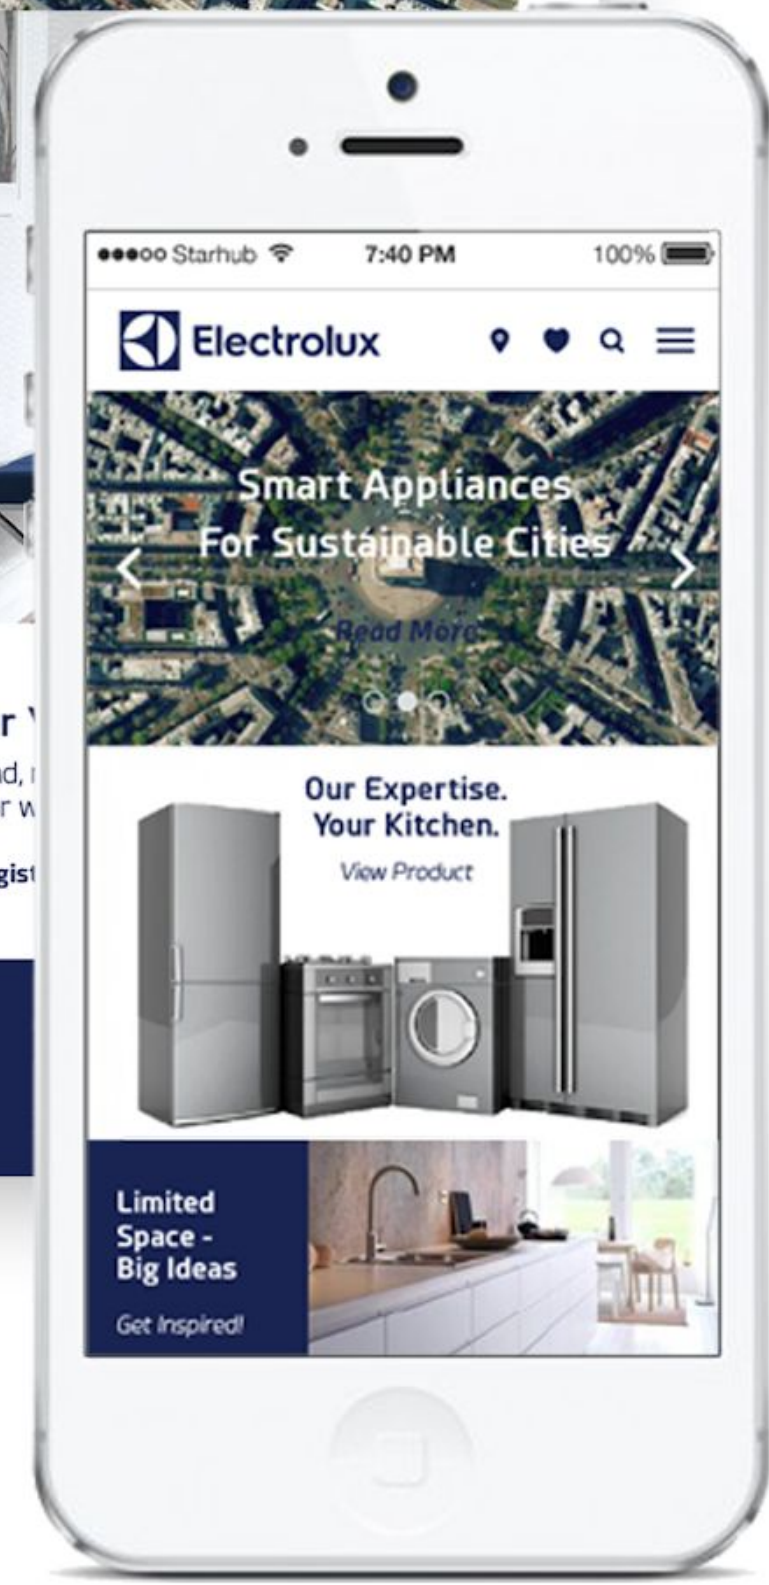 ●●●○○ Starhub 7:40 PM 100%
Electrolux
Smart Appliances
For Sustainable Cities
Read More
Our Expertise.
Your Kitchen.
View Product
Limited
Space -
Big Ideas
Get Inspired!